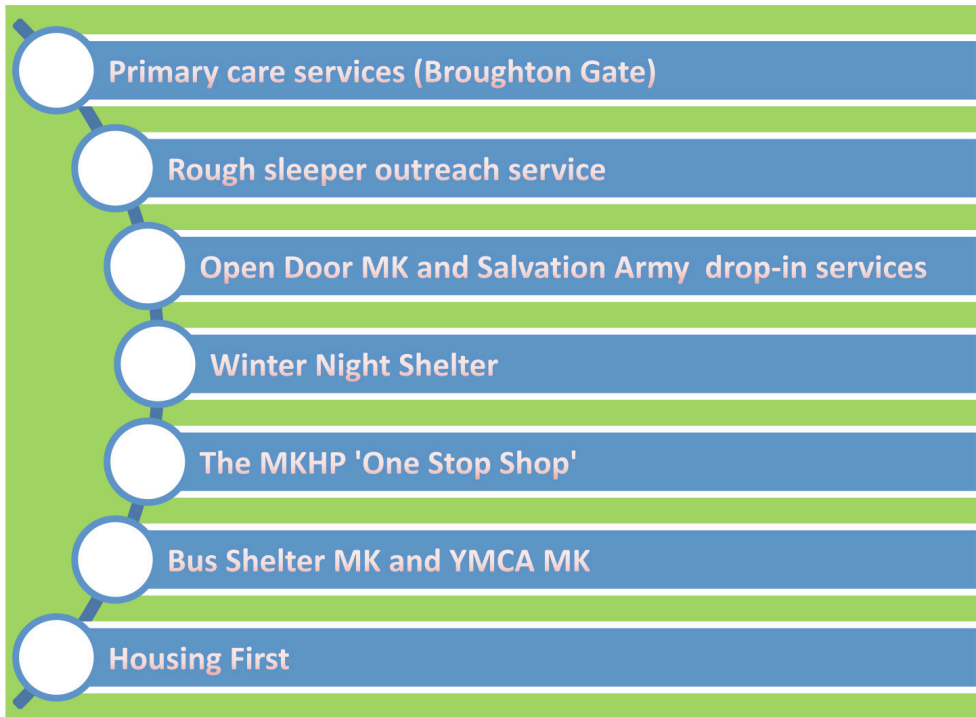 Primary care services (Broughton Gate)
Rough sleeper outreach service
Open Door MK and Salvation Army  drop-in services
Winter Night Shelter
The MKHP 'One Stop Shop'
Bus Shelter MK and YMCA MK
Housing First